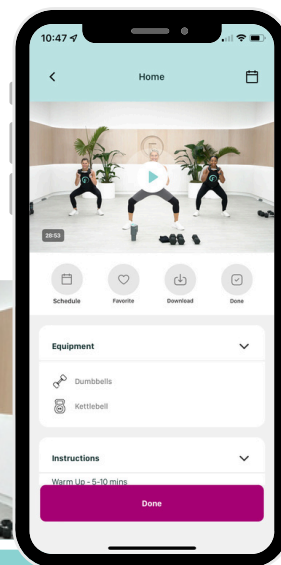 10:47
Home
28:53
Schedule Favorite Download Done
Equipment
Dumbbells
Kettlebell
Instructions
Warm Up - 5-10 mins
Done